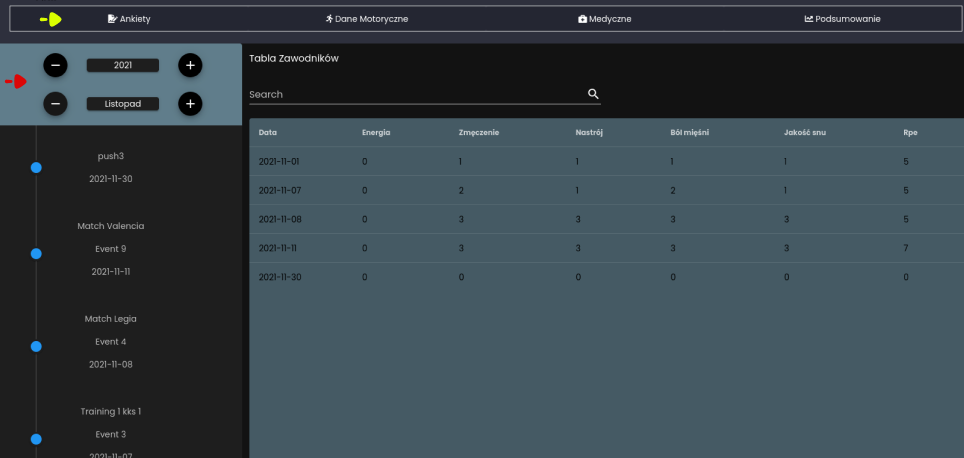 Ankiety Dane Motoryczne Medyczne Podsumowanie
2021
Listopad
push3
2021-11-30
Match Valencia
Event 9
2021-11-11
Match Legia
Event 4
2021-11-08
Training 1 kks 1
Event 3
2021-11-07
Tabla Zawodników
Search
Data Energia Zmęczenie Nastrój Ból mięśni Jakość snu Rpe
2021-11-01 0 1 1 1 1 5
2021-11-07 0 2 1 2 1 5
2021-11-08 0 3 3 3 3 5
2021-11-11 0 3 3 3 3 7
2021-11-30 0 0 0 0 0 0